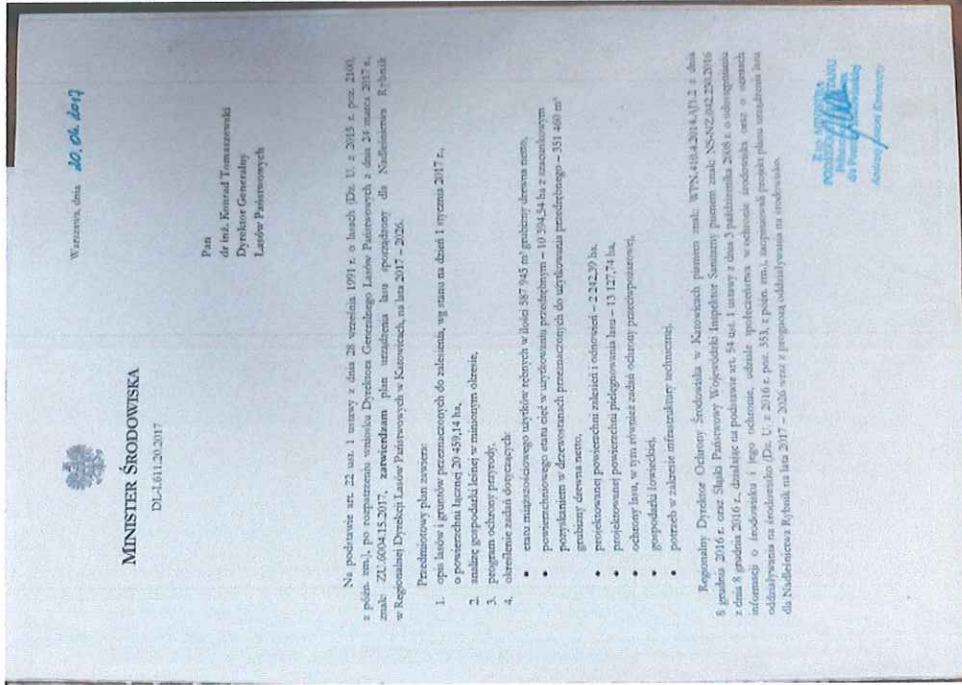 MINISTER ŚRODOWISKA
DL-I.611.20.2017
Warszawa, dnia 20.04.2017
Pan
dr inż. Konrad Tomaszewski
Dyrektor Generalny
Lasów Państwowych
Na podstawie art. 22 ust. 1 ustawy z dnia 28 września 1991 r. o lasach (Dz. U. z 2015 r. poz. 2100,
z późn. zm.), po rozpatrzeniu wniosku Dyrektora Generalnego Lasów Państwowych z dnia 24 marca 2017 r.,
znak: ZU.6004.15.2017, zatwierdzam plan urządzenia lasu sporządzony dla Nadleśnictwa Rybnik
w Regionalnej Dyrekcji Lasów Państwowych w Katowicach, na lata 2017 – 2026.
Przedmiotowy plan zawiera:
1. opis lasów i gruntów przeznaczonych do zalesienia, wg stanu na dzień 1 stycznia 2017 r.,
o powierzchni łącznej 20 459,14 ha,
2. analizę gospodarki leśnej w minionym okresie,
3. program ochrony przyrody,
4. określenie zadań dotyczących:
• etatu miąższościowego użytków rębnych w ilości 587 945 m³ grubizny drewna netto,
• powierzchniowego etatu cięć w użytkowaniu przedrębnym – 10 394,54 ha z szacunkowym
pozyskaniem w drzewostanach przeznaczonych do użytkowania przedrębnego – 351 460 m³
grubizny drewna netto,
• projektowanej powierzchni zalesień i odnowień – 2 242,39 ha,
• projektowanej powierzchni pielęgnowania lasu – 13 127,74 ha,
• ochrony lasu, w tym również zadań ochrony przeciwpożarowej,
• gospodarki łowieckiej,
• potrzeb w zakresie infrastruktury technicznej.
Regionalny Dyrektor Ochrony Środowiska w Katowicach pismem znak: WPN.410.4.2014. z dnia
8 grudnia 2016 r. oraz Śląski Państwowy Wojewódzki Inspektor Sanitarny pismem znak: NS-NZ.042.230.2016
z dnia 8 grudnia 2016 r., działając na podstawie art. 54 ust. 1 ustawy z dnia 3 października 2008 r. o udostępnianiu
informacji o środowisku i jego ochronie, udziale społeczeństwa w ochronie środowiska oraz o ocenach
oddziaływania na środowisko (Dz. U. z 2016 r. poz. 353, z późn. zm.), zaopiniowali projekt planu urządzenia lasu
dla Nadleśnictwa Rybnik na lata 2017 – 2026 wraz z prognozą oddziaływania na środowisko.
Z up. MINISTRA
PODSEKRETARZ STANU
Andrzej Antoni Konieczny